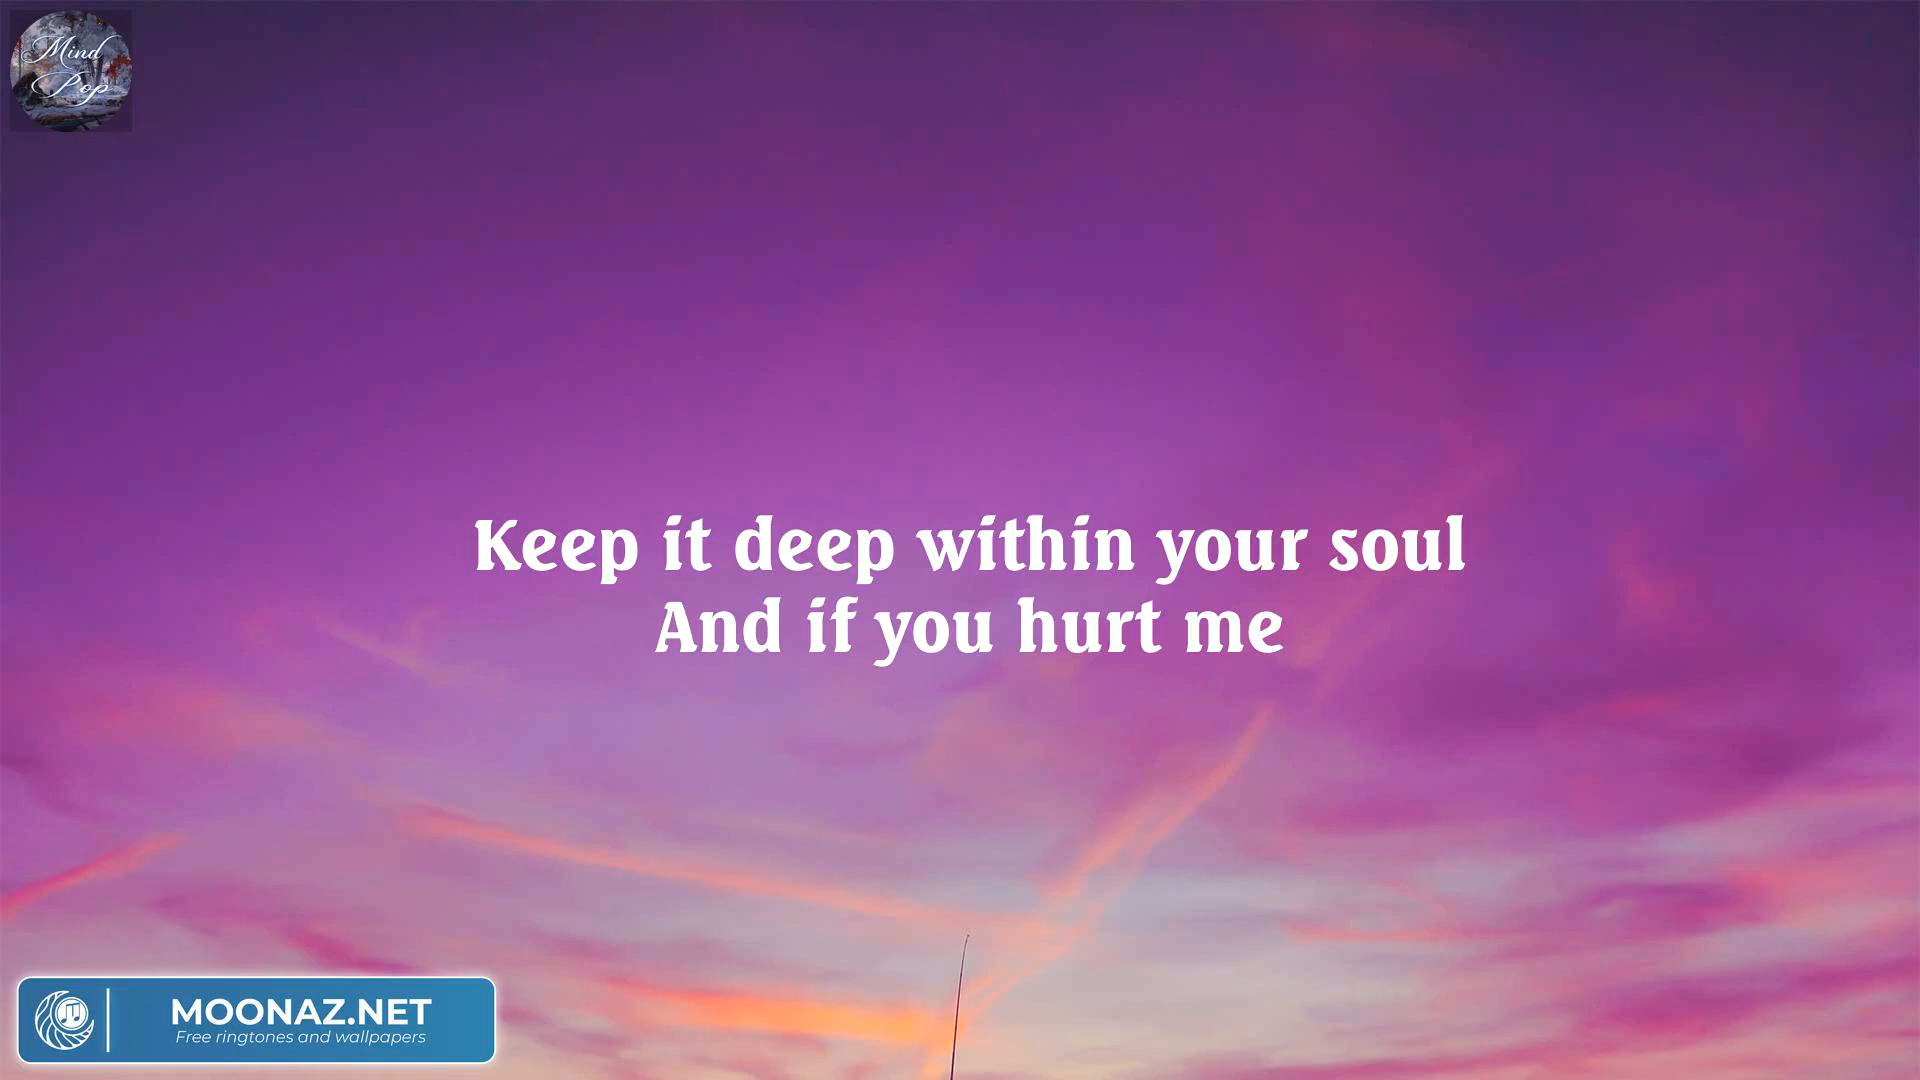 Mind
Pop
Keep it deep within your soul
And if you hurt me
MOONAZ.NET
Free ringtones and wallpapers